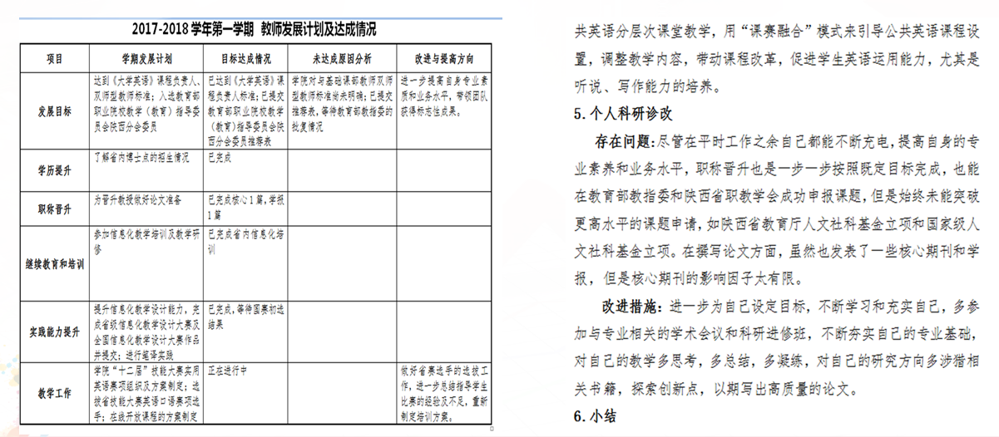 2017-2018 学年第一学期 教师发展计划及达成情况
项目 学期发展计划 目标达成情况 未达成原因分析 改进与提高方向
发展目标
达到《大学英语》课程负责人、
双师型教师标准；入选教育部
职业院校教学（教育）指导委
员会陕西分会委员
已达到《大学英语》课
程负责人标准；已提交
教育部职业院校教学
（教育）指导委员会陕
西分会委员推荐表
学院对与基础课部教师双师
型教师标准尚未明确；已提交
推荐表，等待教育部教指委的
批复情况
进一步提高自身专业素
质和业务水平，带领团队
获得标志性成果。
学历提升
了解省内博士点的招生情况
已完成
职称晋升
为晋升教授做好论文准备
已完成核心1篇，学报
1篇
继续教育和培训
参加信息化教学培训及教学研
修
已完成省内信息化培
训
实践能力提升
提升信息化教学设计能力，完
成省级信息化教学设计大赛及
全国信息化教学设计大赛作品
并提交；进行笔译实践
已完成，等待国赛初选
结果
教学工作
学院“十二届”技能大赛实用
英语赛项组织及方案制定；选
拔省技能大赛英语口语赛项选
手；在线开放课程的方案制定
正在进行中
做好省赛选手的选拔工
作，进一步总结指导学生
比赛的经验及不足，重新
制定培训方案。
共英语分层次课堂教学，用“课赛融合”模式来引导公共英语课程设
置，调整教学内容，带动课程改革，促进学生英语运用能力，尤其是
听说、写作能力的培养。
5.个人科研诊改
存在问题：尽管在平时工作之余自己都能不断充电，提高自身的专
业素养和业务水平，职称晋升也是一步一步按照既定目标完成，也能
在教育部教指委和陕西省职教学会成功申报课题，但是始终未能突破
更高水平的课题申请，如陕西省教育厅人文社科基金立项和国家级人
文社科基金立项。在撰写论文方面，虽然也发表了一些核心期刊和学
报，但是核心期刊的影响因子太有限。
改进措施：进一步为自己设定目标，不断学习和充实自己，多参
加与专业相关的学术会议和科研进修班，不断夯实自己的专业基础，
对自己的教学多思考，多总结，多凝练，对自己的研究方向多涉猎相
关书籍，探索创新点，以期写出高质量的论文。
6.小结